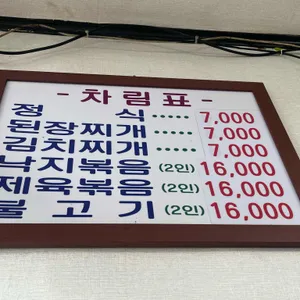 - 차림표 -
정 식 ····· 7,000
된장찌개 ····· 7,000
김치찌개 ····· 7,000
낙지볶음 (2인) 16,000
제육볶음 (2인) 16,000
불고기 (2인) 16,000